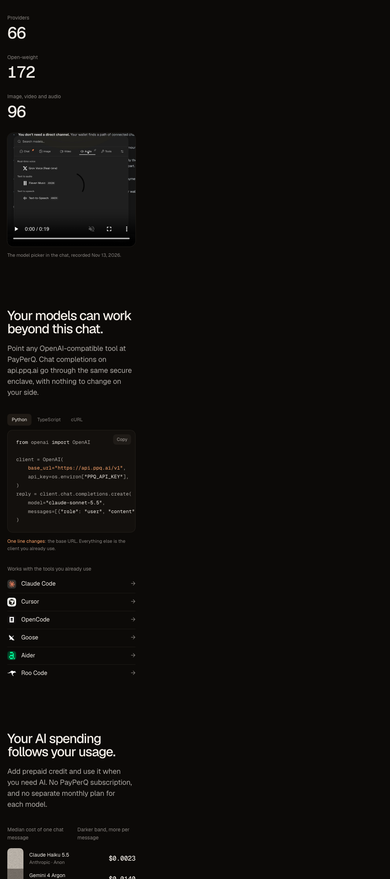 Providers
66
Open-weight
172
Image, video and audio
96
You don't need a direct channel.
Search models
0:00 / 0:19
The model picker in the chat, recorded Nov 13, 2026.
Your models can work
beyond this chat.
Point any OpenAI-compatible tool at
PayPerQ. Chat completions on
api.ppq.ai go through the same secure
enclave, with nothing to change on
your side.
Python TypeScript cURL
Copy
from openai import OpenAI
client = OpenAI(
base_url="https://api.ppq.ai/v1",
api_key=os.environ["PPQ_API_KEY"],
)
reply = client.chat.completions.create(
model="claude-sonnet-5.5",
messages=[{"role": "user", "content"
)
One line changes: the base URL. Everything else is the
client you already use.
Works with the tools you already use
Claude Code
Cursor
OpenCode
Goose
Aider
Roo Code
Your AI spending
follows your usage.
Add prepaid credit and use it when
you need AI. No PayPerQ subscription,
and no separate monthly plan for
each model.
Median cost of one chat
message
Darker band, more per
message
Claude Haiku 5.5
Anthropic · Anon
$0.0023
Gemini 4 Argon